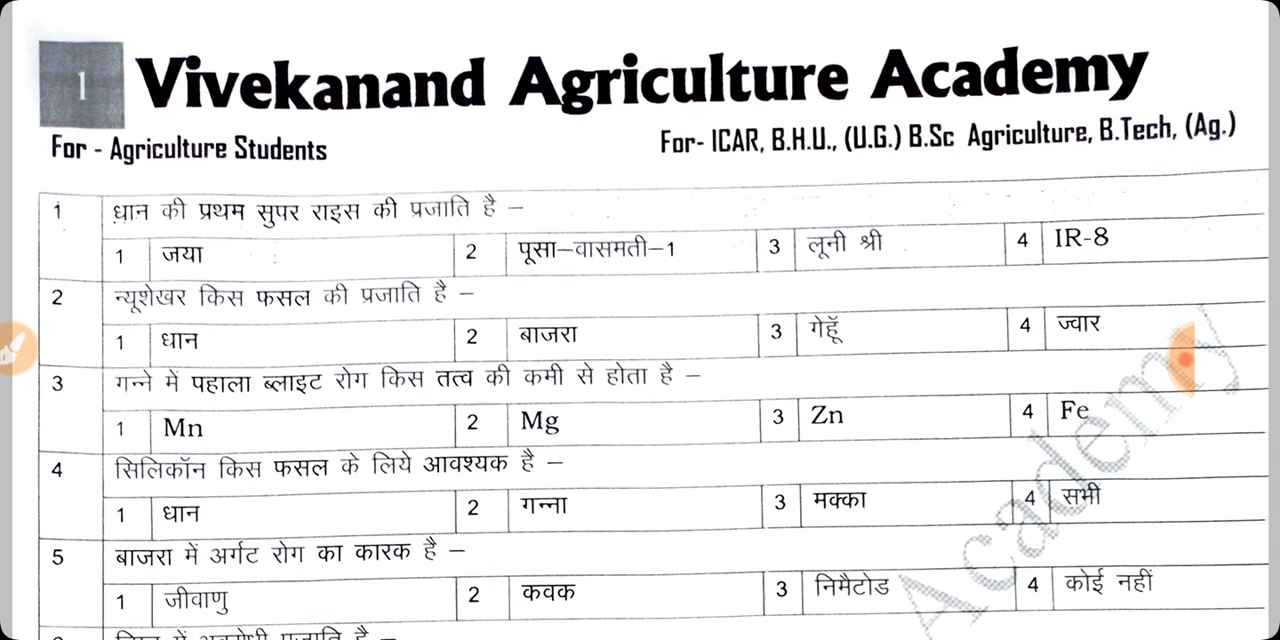 1 Vivekanand Agriculture Academy
For - Agriculture Students For- ICAR, B.H.U., (U.G.) B.Sc Agriculture, B.Tech, (Ag.)
1 धान की प्रथम सुपर राइस की प्रजाति है –
1 जया 2 पूसा–वासमती–1 3 लूनी श्री 4 IR-8
2 न्यूशेखर किस फसल की प्रजाति है –
1 धान 2 बाजरा 3 गेहूँ 4 ज्वार
3 गन्ने में पहाला ब्लाइट रोग किस तत्व की कमी से होता है –
1 Mn 2 Mg 3 Zn 4 Fe
4 सिलिकॉन किस फसल के लिये आवश्यक है –
1 धान 2 गन्ना 3 मक्का 4 सभी
5 बाजरा में अर्गट रोग का कारक है –
1 जीवाणु 2 कवक 3 निमैटोड 4 कोई नहीं
Academy